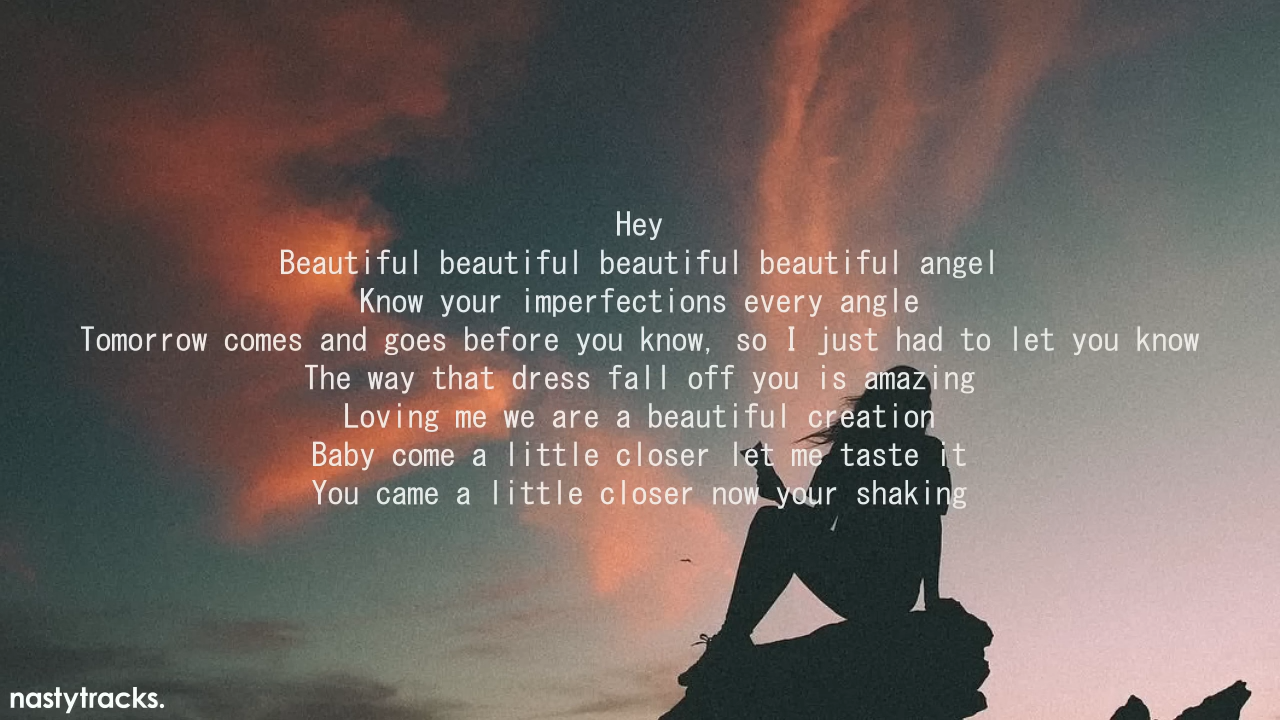 Hey
Beautiful beautiful beautiful beautiful angel
Know your imperfections every angle
Tomorrow comes and goes before you know, so I just had to let you know
The way that dress fall off you is amazing
Loving me we are a beautiful creation
Baby come a little closer let me taste it
You came a little closer now your shaking
nastytracks.